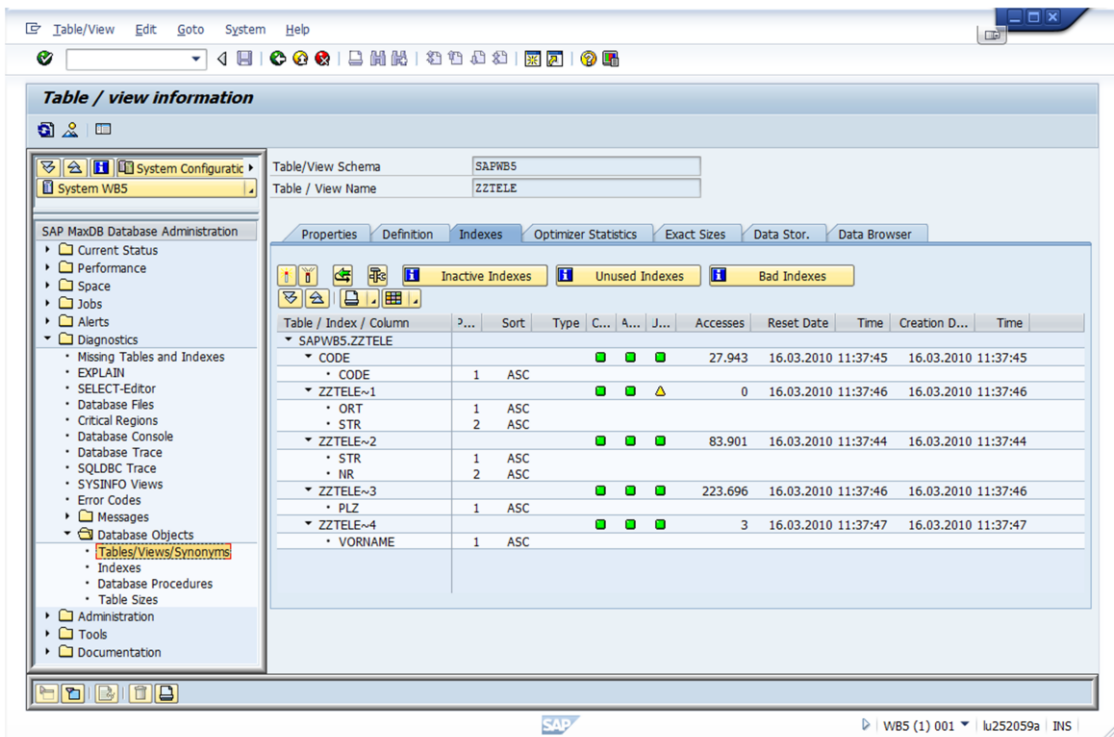 Table/View Edit Goto System Help
Table / view information
System Configuratic
System WB5
SAP MaxDB Database Administration
Current Status
Performance
Space
Jobs
Alerts
Diagnostics
Missing Tables and Indexes
EXPLAIN
SELECT-Editor
Database Files
Critical Regions
Database Console
Database Trace
SQLDBC Trace
SYSINFO Views
Error Codes
Messages
Database Objects
Tables/Views/Synonyms
Indexes
Database Procedures
Table Sizes
Administration
Tools
Documentation
Table/View Schema SAPWB5
Table / View Name ZZTELE
Properties Definition Indexes Optimizer Statistics Exact Sizes Data Stor. Data Browser
Inactive Indexes Unused Indexes Bad Indexes
Table / Index / Column P... Sort Type C... A... J... Accesses Reset Date Time Creation D... Time
SAPWB5.ZZTELE
CODE 27.943 16.03.2010 11:37:45 16.03.2010 11:37:45
CODE 1 ASC
ZZTELE~1 0 16.03.2010 11:37:46 16.03.2010 11:37:46
ORT 1 ASC
STR 2 ASC
ZZTELE~2 83.901 16.03.2010 11:37:44 16.03.2010 11:37:44
STR 1 ASC
NR 2 ASC
ZZTELE~3 223.696 16.03.2010 11:37:46 16.03.2010 11:37:46
PLZ 1 ASC
ZZTELE~4 3 16.03.2010 11:37:47 16.03.2010 11:37:47
VORNAME 1 ASC
SAP WB5 (1) 001 lu252059a INS